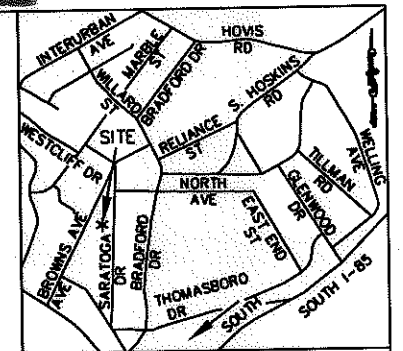 INTERURBAN
AVE
MARBLE
ST
WILLARD
ST
BRADFORD DR
HOVIS
RD
S. HOSKINS
RD
RELIANCE
ST
WESTCLIFF DR
SITE
NORTH
AVE
WELLING
AVE
TILLMAN
RD
GLENWOOD
DR
EAST END
ST
BROWNS AVE
AVE
SARATOGA
DR
BRADFORD
DR
THOMASBORO
DR
SOUTH
SOUTH I-85